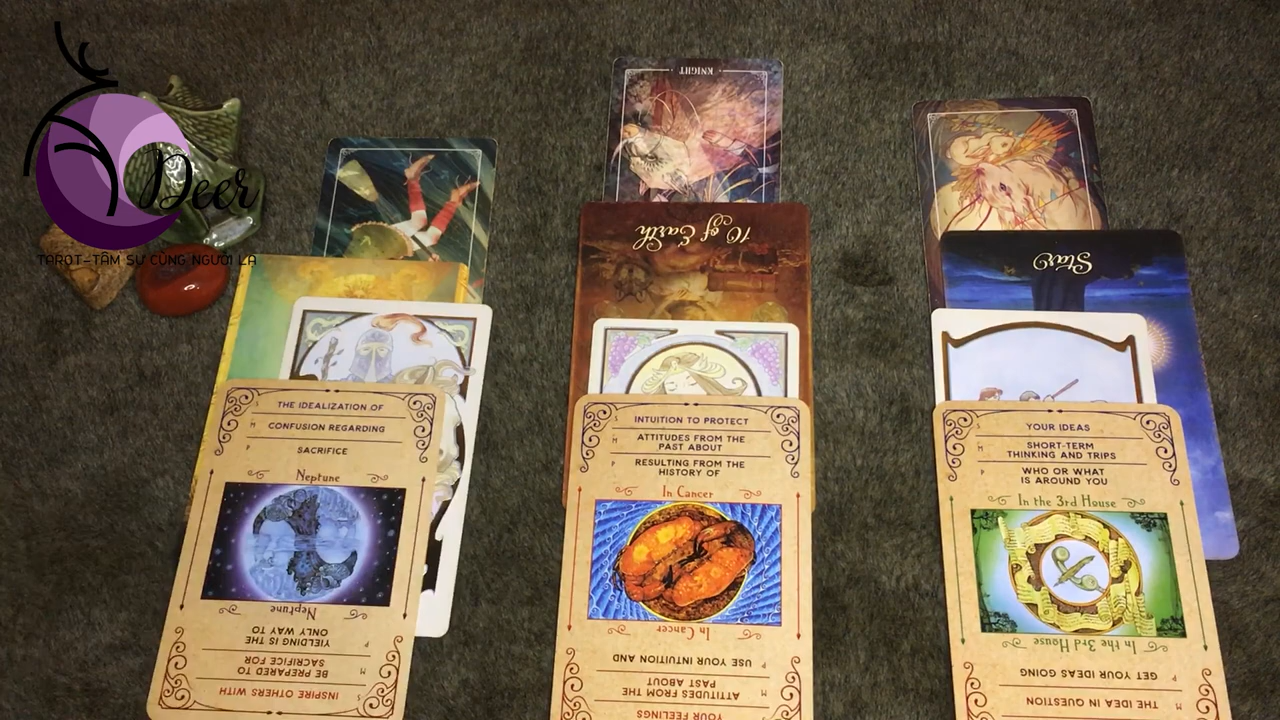 Deer
TAROT-TÂM SỰ CÙNG NGƯỜI LẠ
KNIGHT
10 of Earth
Star
S THE IDEALIZATION OF
M CONFUSION REGARDING
P SACRIFICE
Neptune
Neptune
YIELDING IS THE
ONLY WAY TO
P
BE PREPARED TO
SACRIFICE FOR
M
INSPIRE OTHERS WITH
S
S INTUITION TO PROTECT
M ATTITUDES FROM THE
PAST ABOUT
P RESULTING FROM THE
HISTORY OF
In Cancer
In Cancer
P USE YOUR INTUITION AND
M ATTITUDES FROM THE
PAST ABOUT
YOUR FEELINGS
S YOUR IDEAS
M SHORT-TERM
THINKING AND TRIPS
P WHO OR WHAT
IS AROUND YOU
In the 3rd House
In the 3rd House
P GET YOUR IDEAS GOING
M THE IDEA IN QUESTION